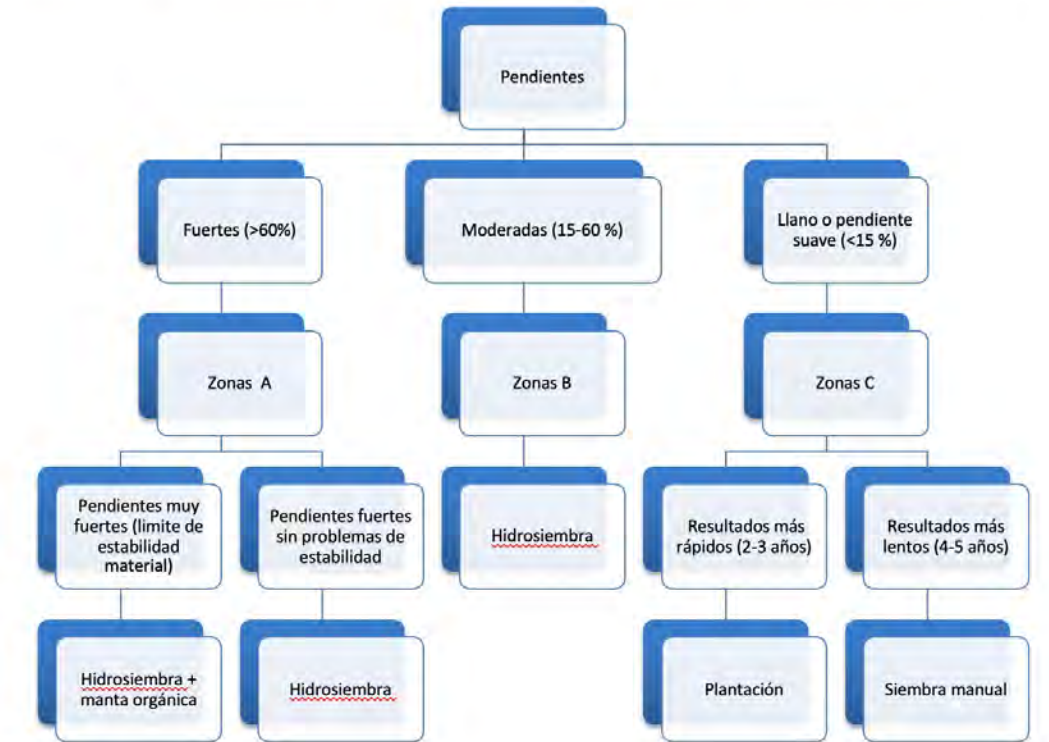 Pendientes
Fuertes (>60%)
Moderadas (15-60 %)
Llano o pendiente
suave (<15 %)
Zonas A
Zonas B
Zonas C
Pendientes muy
fuertes (limite de
estabilidad
material)
Pendientes fuertes
sin problemas de
estabilidad
Hidrosiembra
Resultados más
rápidos (2-3 años)
Resultados más
lentos (4-5 años)
Hidrosiembra +
manta orgánica
Hidrosiembra
Plantación
Siembra manual